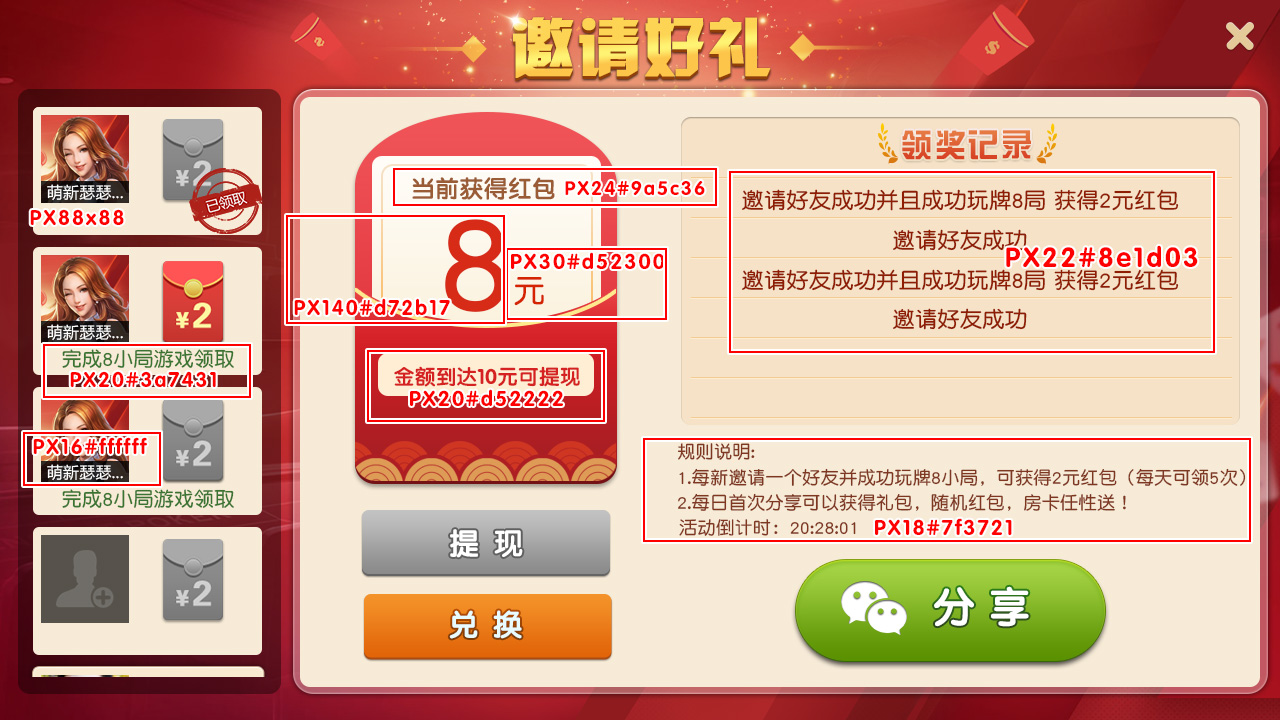 邀请好礼
萌新瑟瑟...
¥2
已领取
PX88x88
萌新瑟瑟...
¥2
完成8小局游戏领取
PX20#3a7431
PX16#ffffff
萌新瑟瑟...
¥2
完成8小局游戏领取
¥2
当前获得红包 PX24#9a5c36
8
PX140#d72b17
PX30#d52300
元
金额到达10元可提现
PX20#d52222
提现
兑换
领奖记录
邀请好友成功并且成功玩牌8局 获得2元红包
邀请好友成功
PX22#8e1d03
邀请好友成功并且成功玩牌8局 获得2元红包
邀请好友成功
规则说明:
1.每新邀请一个好友并成功玩牌8小局，可获得2元红包（每天可领5次）
2.每日首次分享可以获得礼包，随机红包，房卡任性送！
活动倒计时：20:28:01 PX18#7f3721
分享